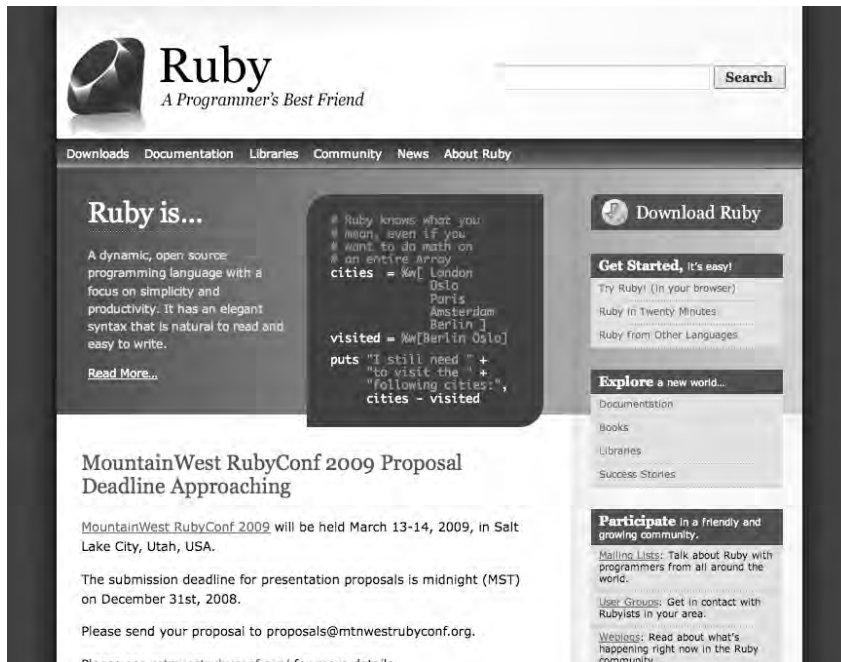 Ruby
A Programmer's Best Friend
Search
Downloads Documentation Libraries Community News About Ruby
Ruby is...
A dynamic, open source
programming language with a
focus on simplicity and
productivity. It has an elegant
syntax that is natural to read and
easy to write.
Read More...
# Ruby knows what you
# mean, even if you
# want to do math on
# an entire Array
cities = %w[ London
Oslo
Paris
Amsterdam
Berlin ]
visited = %w[Berlin Oslo]
puts "I still need " +
"to visit the " +
"following cities:",
cities - visited
MountainWest RubyConf 2009 Proposal
Deadline Approaching
MountainWest RubyConf 2009 will be held March 13-14, 2009, in Salt
Lake City, Utah, USA.
The submission deadline for presentation proposals is midnight (MST)
on December 31st, 2008.
Please send your proposal to proposals@mtnwestrubyconf.org.
Download Ruby
Get Started, it's easy!
Try Ruby! (in your browser)
Ruby in Twenty Minutes
Ruby from Other Languages
Explore a new world...
Documentation
Books
Libraries
Success Stories
Participate in a friendly and
growing community.
Mailing Lists: Talk about Ruby with
programmers from all around the
world.
User Groups: Get in contact with
Rubyists in your area.
Weblogs: Read about what's
happening right now in the Ruby
community.